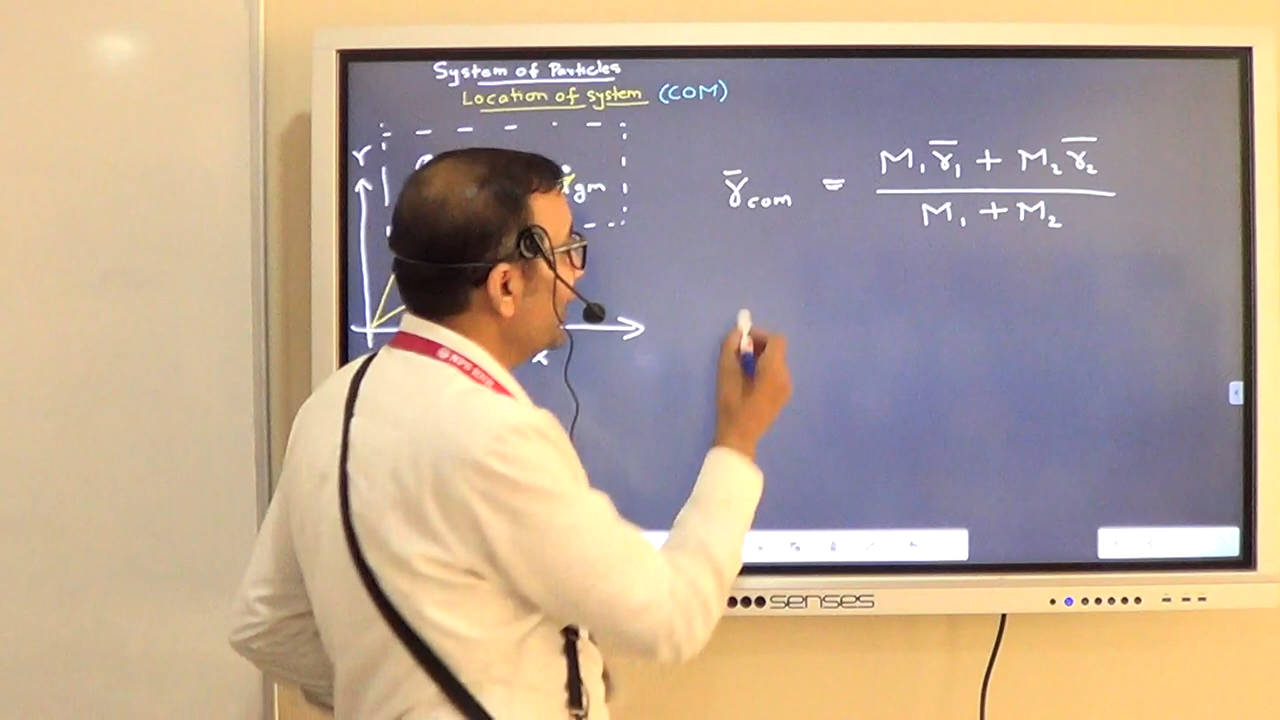 System of Particles
Location of system (COM)
Y
gm
x
r̅com = M₁r̅₁ + M₂r̅₂
M₁ + M₂
senses